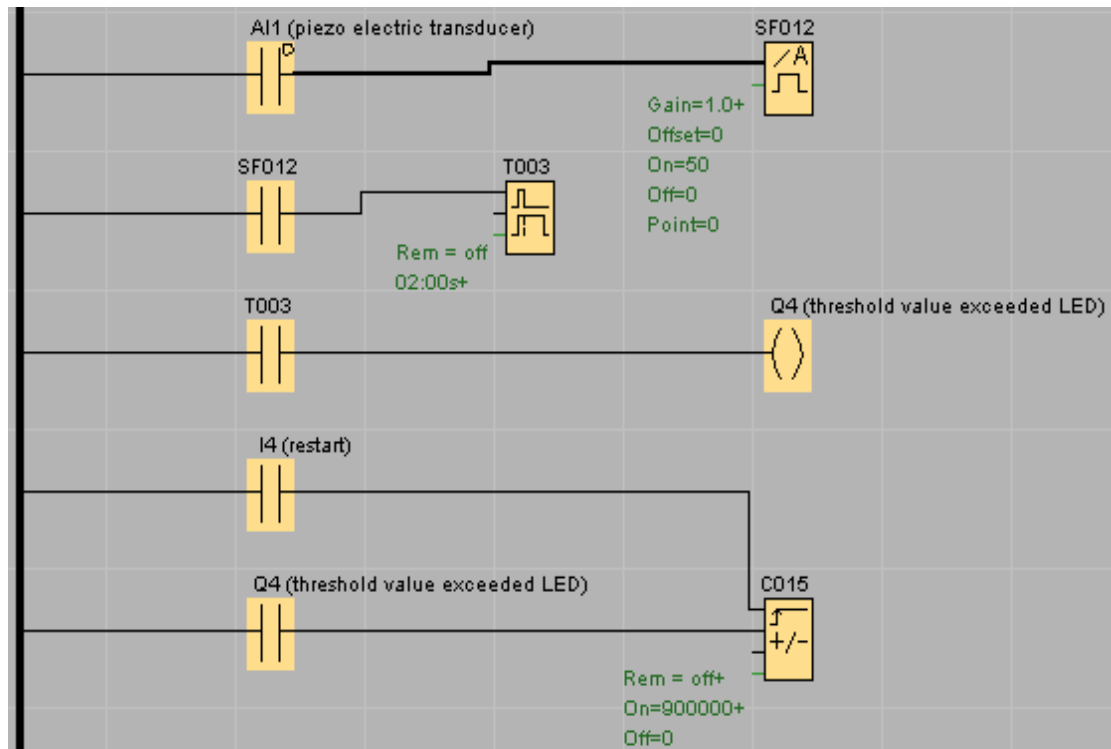 AI1 (piezo electric transducer)
SF012
/A
Gain=1.0+
Offset=0
On=50
Off=0
Point=0
SF012
T003
Rem = off
02:00s+
T003
Q4 (threshold value exceeded LED)
I4 (restart)
Q4 (threshold value exceeded LED)
C015
+/-
Rem = off+
On=900000+
Off=0